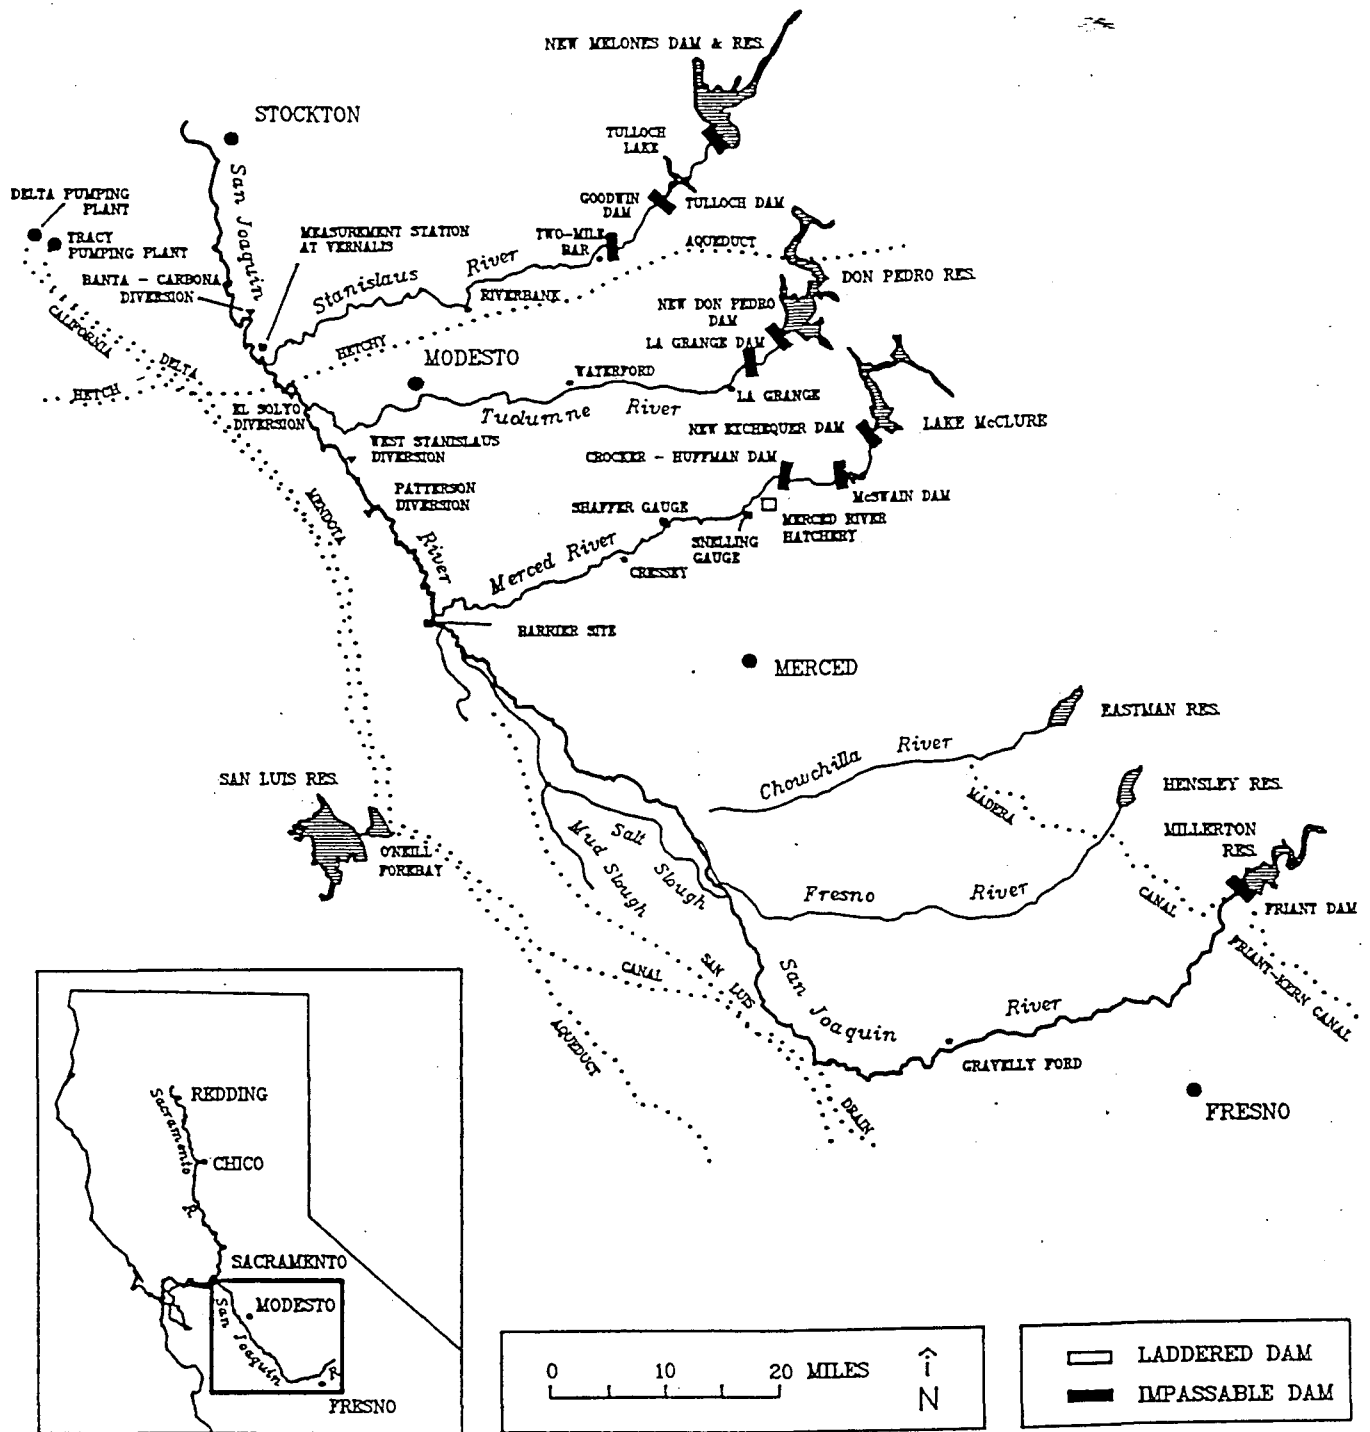 NEW MELONES DAM & RES.
STOCKTON
TULLOCH
LAKE
San Joaquin
DELTA PUMPING
PLANT
GOODWIN
DAM
TULLOCH DAM
TRACY
PUMPING PLANT
MEASUREMENT STATION
AT VERNALIS
TWO-MILE
BAR
AQUEDUCT
BANTA - CARBONA
DIVERSION
Stanislaus River
RIVERBANK
DON PEDRO RES.
NEW DON PEDRO
DAM
CALIFORNIA
HETCHY
LA GRANGE DAM
MODESTO
DELTA
WATERFORD
HETCH
LA GRANGE
EL SOLYO
DIVERSION
Tuolumne River
NEW EXCHEQUER DAM
LAKE McCLURE
WEST STANISLAUS
DIVERSION
CROCKER - HUFFMAN DAM
PATTERSON
DIVERSION
McSWAIN DAM
MENDOTA
SHAFFER GAUGE
MERCED RIVER
HATCHERY
SNELLING
GAUGE
River
Merced River
CRESSEY
BARRIER SITE
MERCED
EASTMAN RES.
Chowchilla River
SAN LUIS RES.
HENSLEY RES.
MADERA
MILLERTON
RES.
Salt Slough
Mud Slough
O'NEILL
FOREBAY
Fresno River
CANAL
FRIANT DAM
FRIANT-KERN CANAL
CANAL
SAN LUIS
San Joaquin River
AQUEDUCT
GRAVELLY FORD
DRAIN
FRESNO
REDDING
Sacramento
CHICO
R
SACRAMENTO
MODESTO
San Joaquin
R
FRESNO
0 10 20 MILES
N
LADDERED DAM
IMPASSABLE DAM